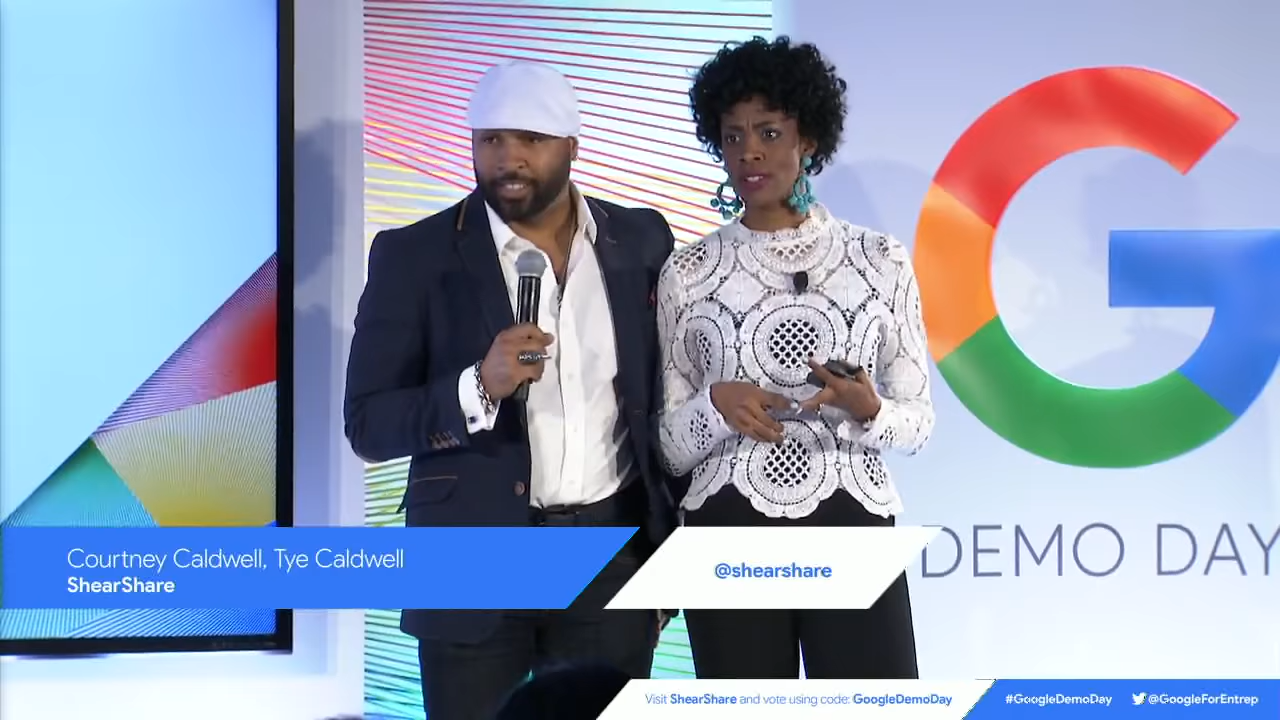 G
DEMO DAY
Courtney Caldwell, Tye Caldwell
ShearShare
@shearshare
Visit ShearShare and vote using code: GoogleDemoDay
#GoogleDemoDay
@GoogleForEntrep